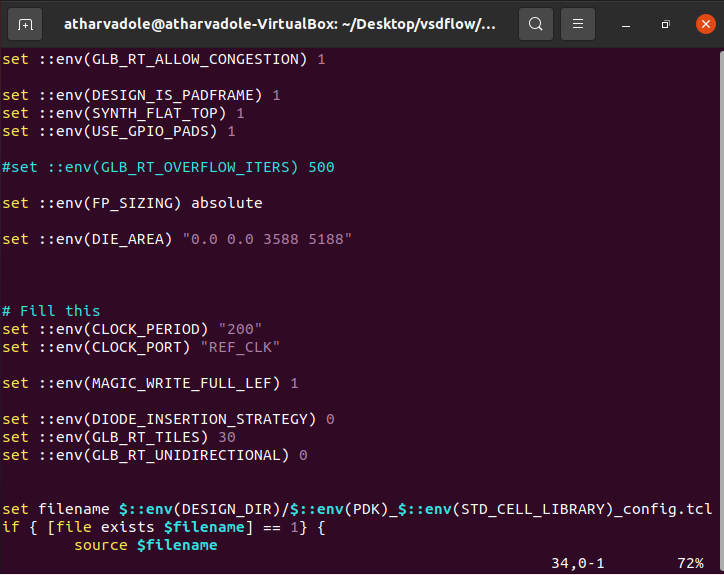 atharvadole@atharvadole-VirtualBox: ~/Desktop/vsdflow/...
set ::env(GLB_RT_ALLOW_CONGESTION) 1
set ::env(DESIGN_IS_PADFRAME) 1
set ::env(SYNTH_FLAT_TOP) 1
set ::env(USE_GPIO_PADS) 1
#set ::env(GLB_RT_OVERFLOW_ITERS) 500
set ::env(FP_SIZING) absolute
set ::env(DIE_AREA) "0.0 0.0 3588 5188"
# Fill this
set ::env(CLOCK_PERIOD) "200"
set ::env(CLOCK_PORT) "REF_CLK"
set ::env(MAGIC_WRITE_FULL_LEF) 1
set ::env(DIODE_INSERTION_STRATEGY) 0
set ::env(GLB_RT_TILES) 30
set ::env(GLB_RT_UNIDIRECTIONAL) 0
set filename $::env(DESIGN_DIR)/$::env(PDK)_$::env(STD_CELL_LIBRARY)_config.tcl
if { [file exists $filename] == 1} {
        source $filename
34,0-1 72%